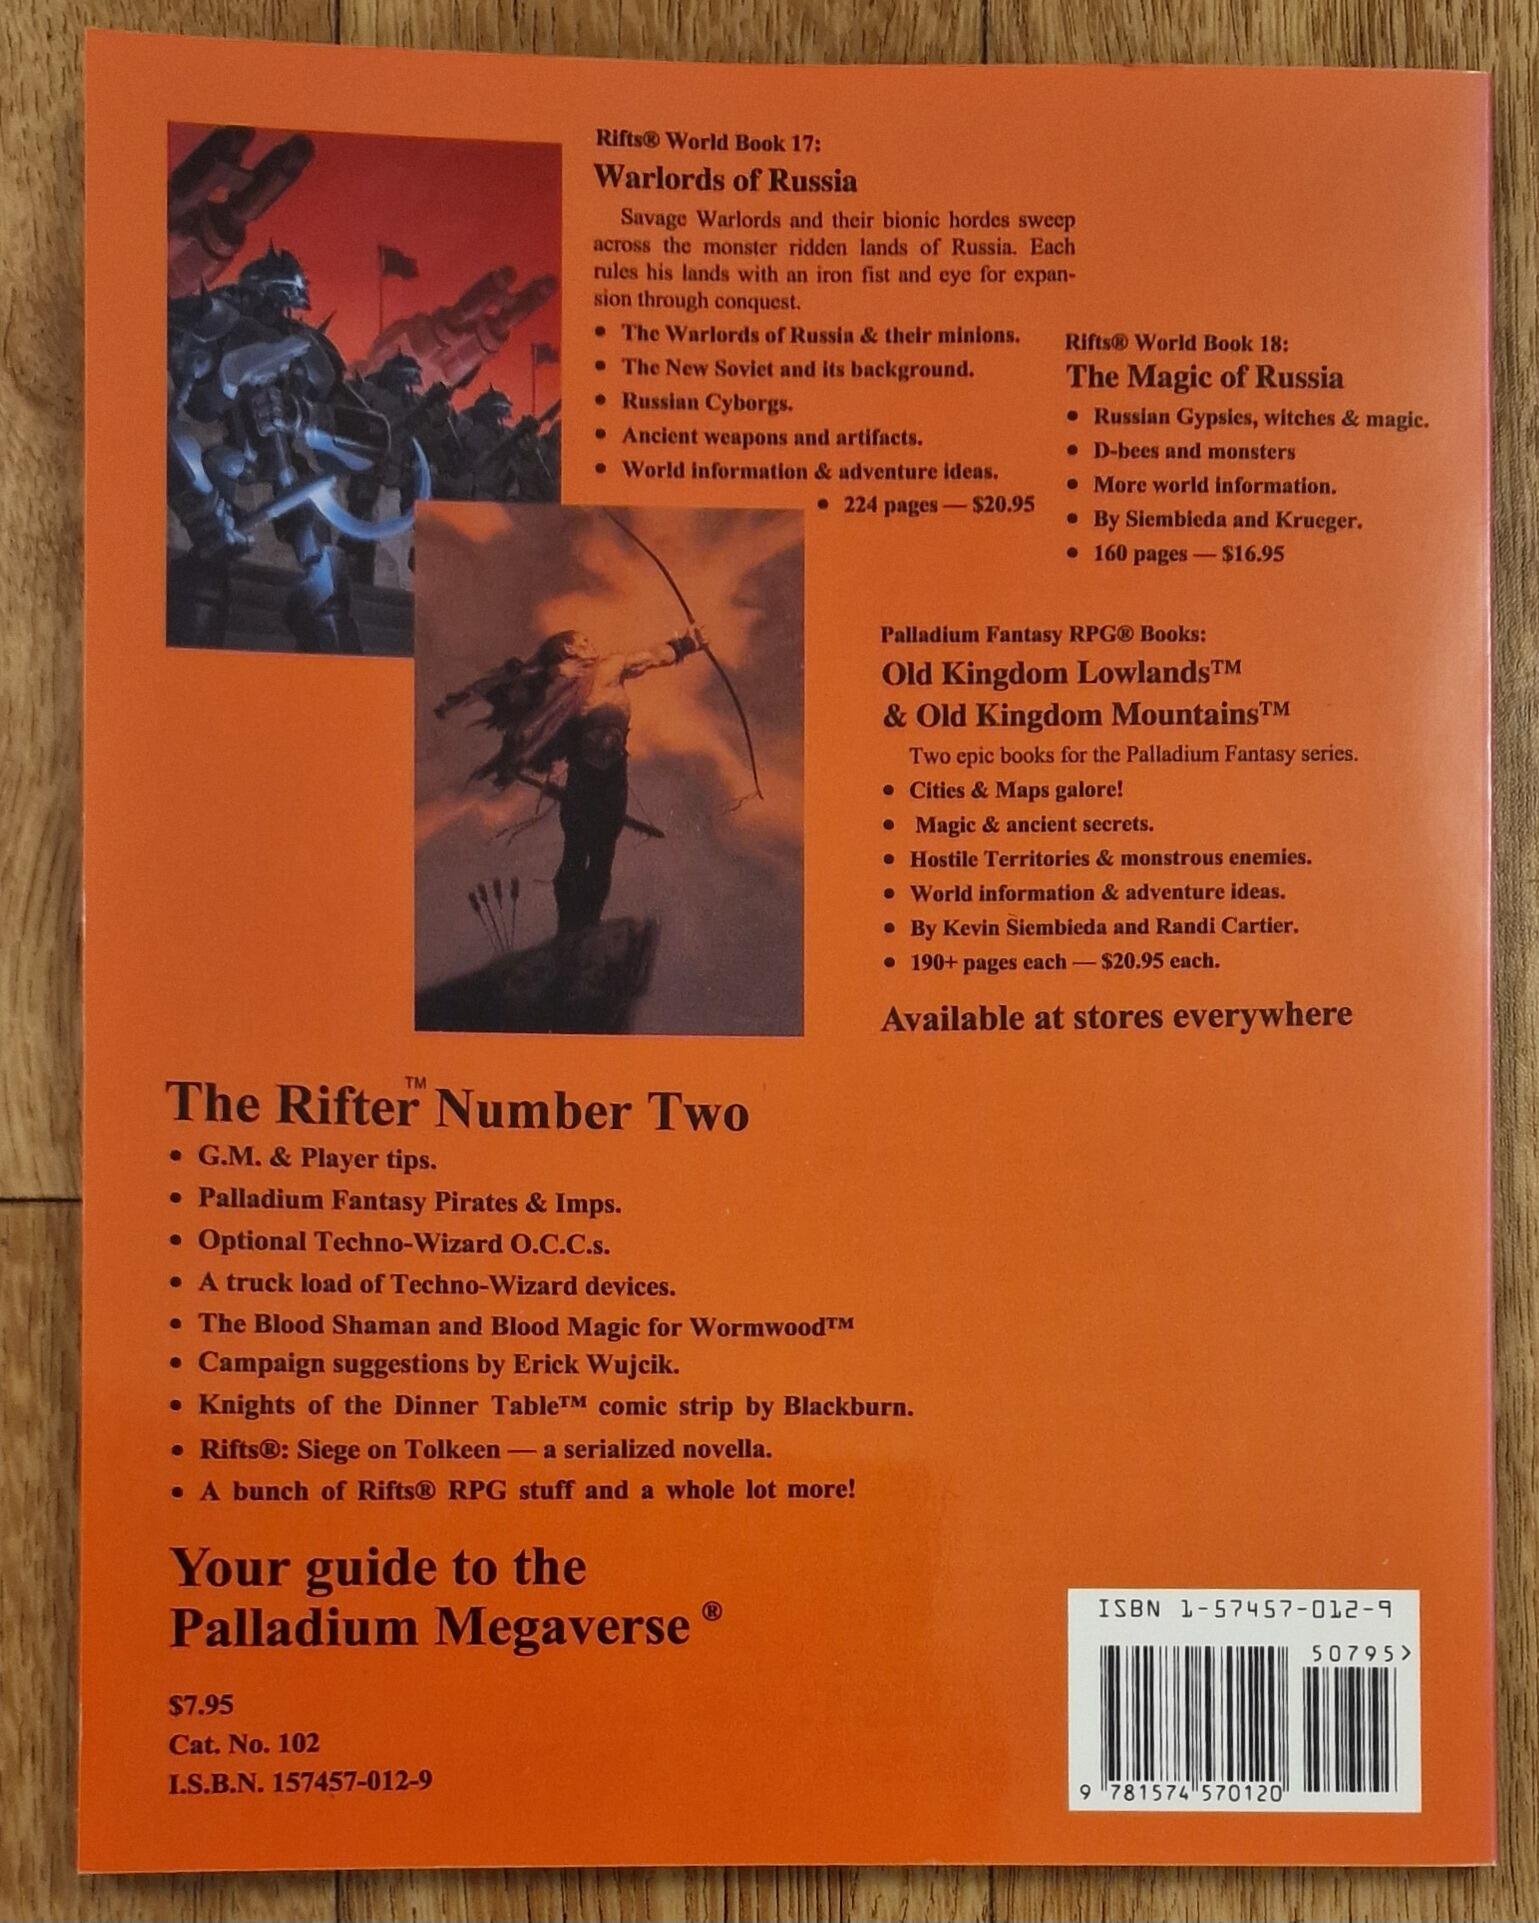 Rifts® World Book 17:
Warlords of Russia
Savage Warlords and their bionic hordes sweep
across the monster ridden lands of Russia. Each
rules his lands with an iron fist and eye for expan-
sion through conquest.
• The Warlords of Russia & their minions.
• The New Soviet and its background.
• Russian Cyborgs.
• Ancient weapons and artifacts.
• World information & adventure ideas.
• 224 pages — $20.95
Rifts® World Book 18:
The Magic of Russia
• Russian Gypsies, witches & magic.
• D-bees and monsters
• More world information.
• By Siembieda and Krueger.
• 160 pages — $16.95
Palladium Fantasy RPG® Books:
Old Kingdom Lowlands™
& Old Kingdom Mountains™
Two epic books for the Palladium Fantasy series.
• Cities & Maps galore!
• Magic & ancient secrets.
• Hostile Territories & monstrous enemies.
• World information & adventure ideas.
• By Kevin Siembieda and Randi Cartier.
• 190+ pages each — $20.95 each.
Available at stores everywhere
The Rifter™ Number Two
• G.M. & Player tips.
• Palladium Fantasy Pirates & Imps.
• Optional Techno-Wizard O.C.C.s.
• A truck load of Techno-Wizard devices.
• The Blood Shaman and Blood Magic for Wormwood™
• Campaign suggestions by Erick Wujcik.
• Knights of the Dinner Table™ comic strip by Blackburn.
• Rifts®: Siege on Tolkeen — a serialized novella.
• A bunch of Rifts® RPG stuff and a whole lot more!
Your guide to the
Palladium Megaverse®
$7.95
Cat. No. 102
I.S.B.N. 157457-012-9
ISBN 1-57457-012-9
50795>
9 781574 570120